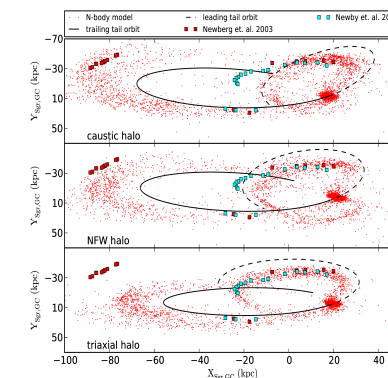 N-body model leading tail orbit Newby et. al. 20
trailing tail orbit Newberg et al. 2003
−70
−30
10
50
Y_Sgr,GC (kpc)
caustic halo
−30
10
50
Y_Sgr,GC (kpc)
NFW halo
−30
10
50
Y_Sgr,GC (kpc)
triaxial halo
−100 −80 −60 −40 −20 0 20 40
X_Sgr,GC (kpc)